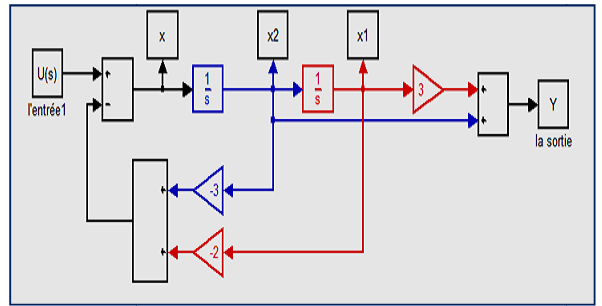 x
x2
x1
U(s)
l'entrée1
+
-
1
s
1
s
3
+
+
Y
la sortie
-3
-2
+
+